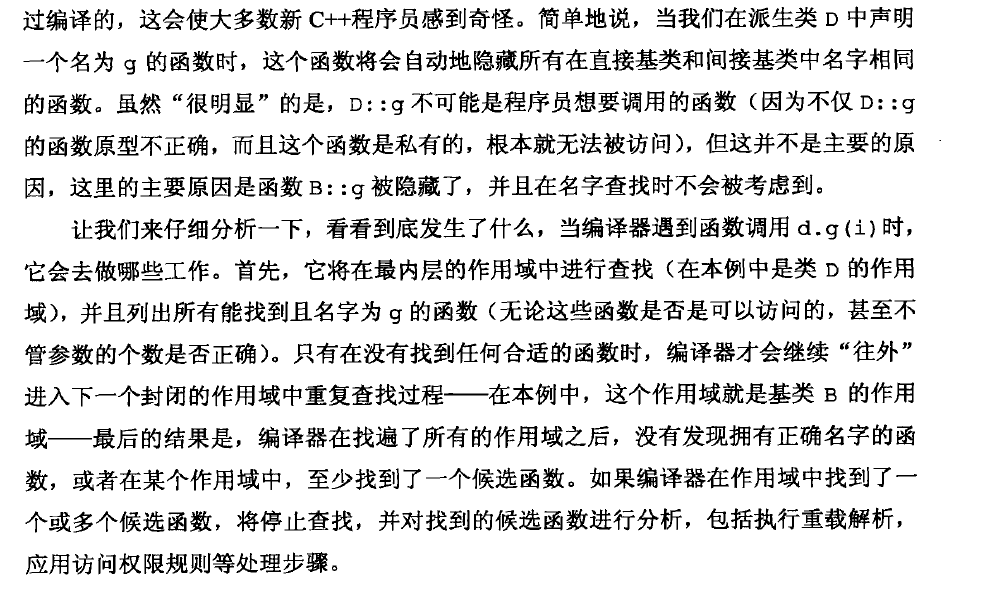 过编译的，这会使大多数新 C++程序员感到奇怪。简单地说，当我们在派生类 D 中声明
一个名为 g 的函数时，这个函数将会自动地隐藏所有在直接基类和间接基类中名字相同
的函数。虽然“很明显”的是，D::g 不可能是程序员想要调用的函数（因为不仅 D::g
的函数原型不正确，而且这个函数是私有的，根本就无法被访问），但这并不是主要的原
因，这里的主要原因是函数 B::g 被隐藏了，并且在名字查找时不会被考虑到。
让我们来仔细分析一下，看看到底发生了什么，当编译器遇到函数调用 d.g(i)时，
它会去做哪些工作。首先，它将在最内层的作用域中进行查找（在本例中是类 D 的作用
域），并且列出所有能找到且名字为 g 的函数（无论这些函数是否是可以访问的，甚至不
管参数的个数是否正确）。只有在没有找到任何合适的函数时，编译器才会继续“往外”
进入下一个封闭的作用域中重复查找过程——在本例中，这个作用域就是基类 B 的作用
域——最后的结果是，编译器在找遍了所有的作用域之后，没有发现拥有正确名字的函
数，或者在某个作用域中，至少找到了一个候选函数。如果编译器在作用域中找到了一
个或多个候选函数，将停止查找，并对找到的候选函数进行分析，包括执行重载解析，
应用访问权限规则等处理步骤。